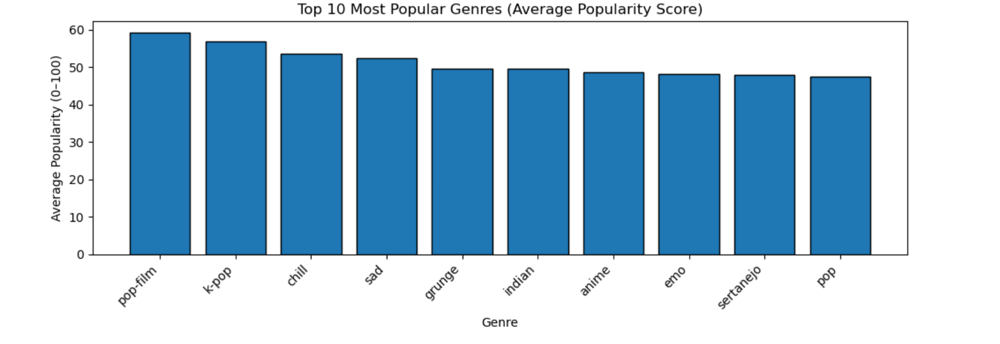 Top 10 Most Popular Genres (Average Popularity Score)
Average Popularity (0–100)
60
50
40
30
20
10
0
pop-film
k-pop
chill
sad
grunge
indian
anime
emo
sertanejo
pop
Genre